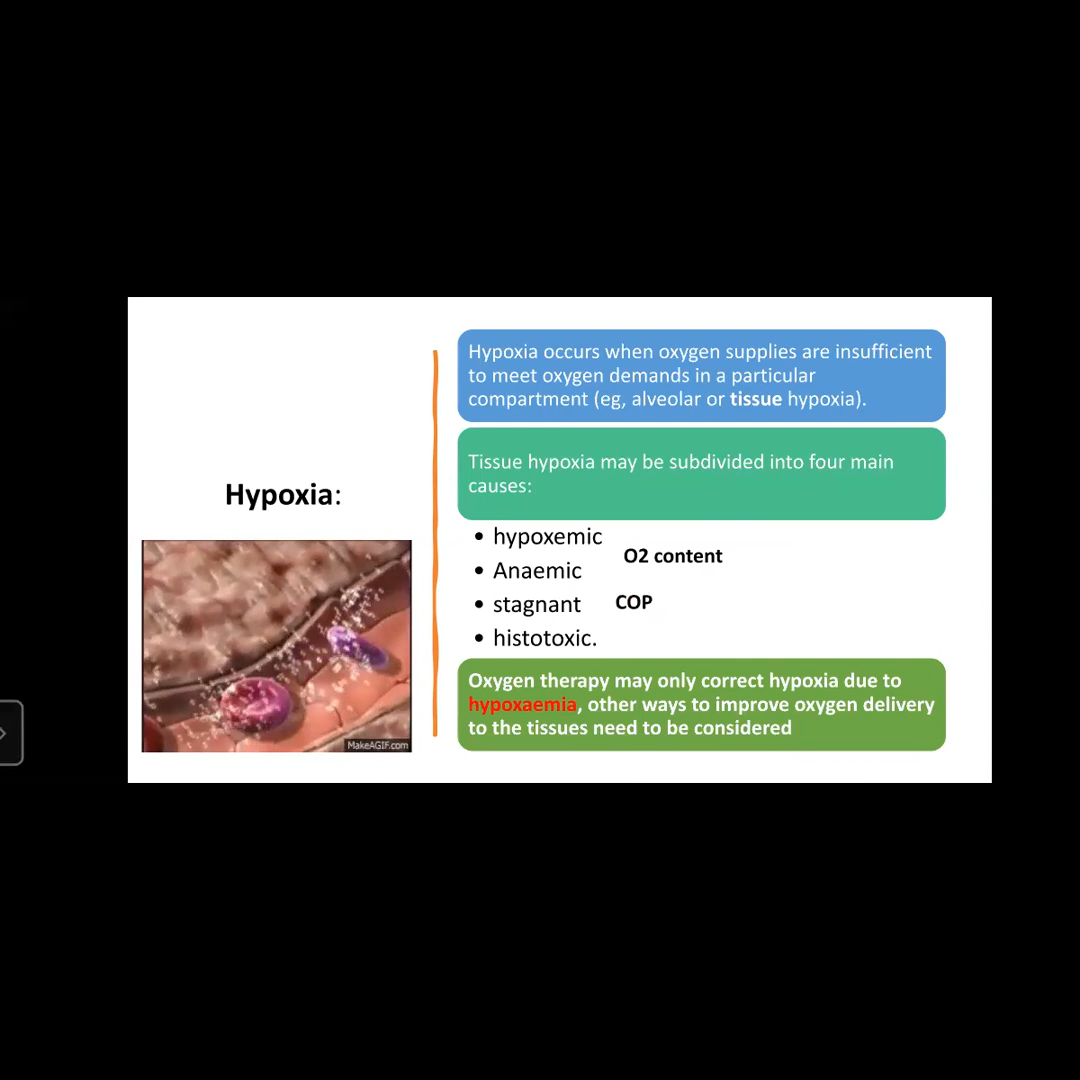 Hypoxia:
MakeAGIF.com
Hypoxia occurs when oxygen supplies are insufficient
to meet oxygen demands in a particular
compartment (eg, alveolar or tissue hypoxia).
Tissue hypoxia may be subdivided into four main
causes:
• hypoxemic
O2 content
• Anaemic
• stagnant
COP
• histotoxic.
Oxygen therapy may only correct hypoxia due to
hypoxaemia, other ways to improve oxygen delivery
to the tissues need to be considered